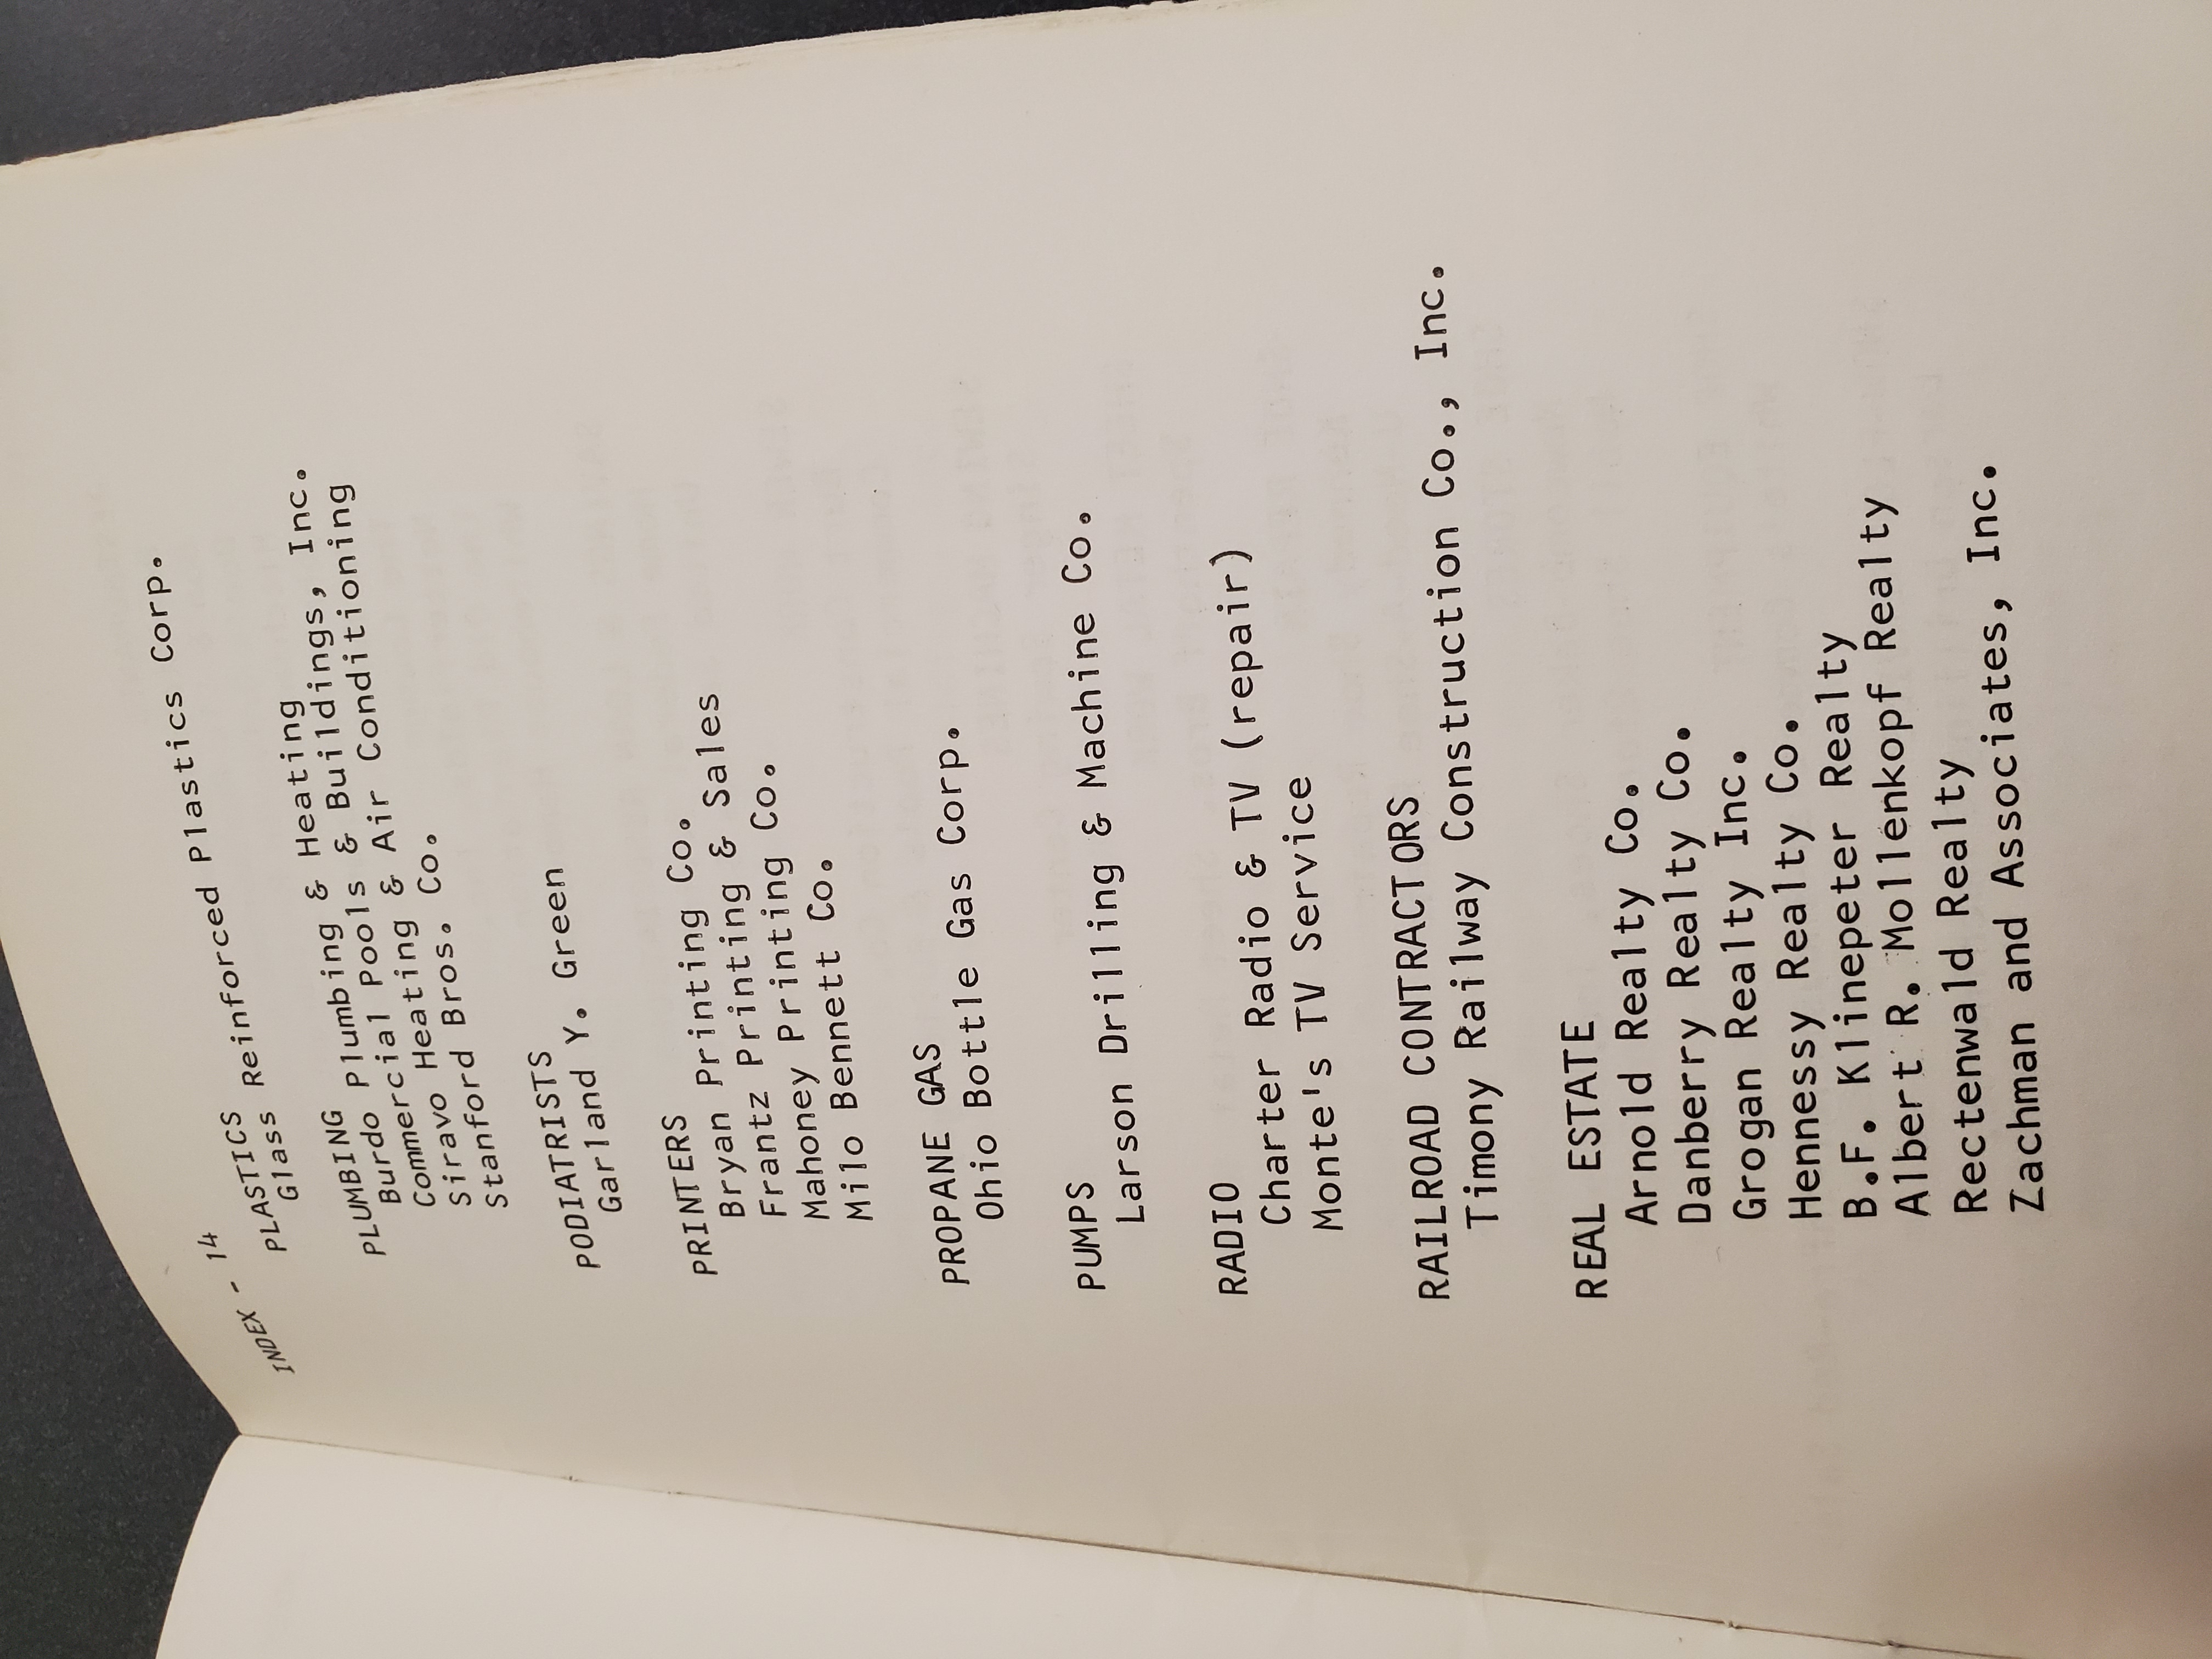 INDEX - 14
PLASTICS
Glass Reinforced Plastics Corp.
PLUMBING
Burdo Plumbing & Heating
Commercial Pools & Buildings, Inc.
Siravo Heating & Air Conditioning
Stanford Bros. Co.
PODIATRISTS
Garland Y. Green
PRINTERS
Bryan Printing Co.
Frantz Printing & Sales
Mahoney Printing Co.
Milo Bennett Co.
PROPANE GAS
Ohio Bottle Gas Corp.
PUMPS
Larson Drilling & Machine Co.
RADIO
Charter Radio & TV (repair)
Monte's TV Service
RAILROAD CONTRACTORS
Timony Railway Construction Co., Inc.
REAL ESTATE
Arnold Realty Co.
Danberry Realty Co.
Grogan Realty Inc.
Hennessy Realty Co.
B.F. Klinepeter Realty
Albert R. Mollenkopf Realty
Rectenwald Realty
Zachman and Associates, Inc.